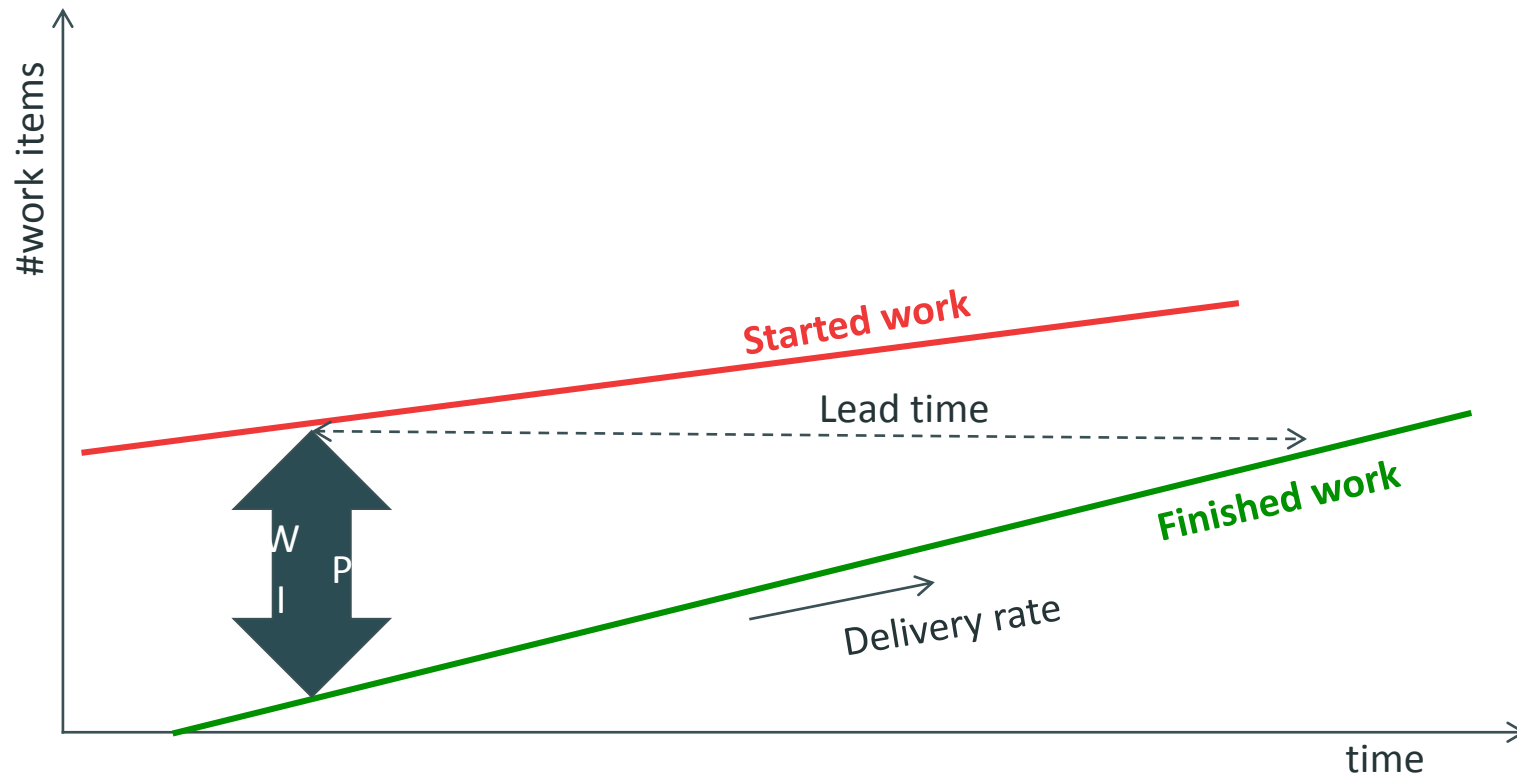 #work items
Started work
Lead time
W
P
I
Finished work
Delivery rate
time